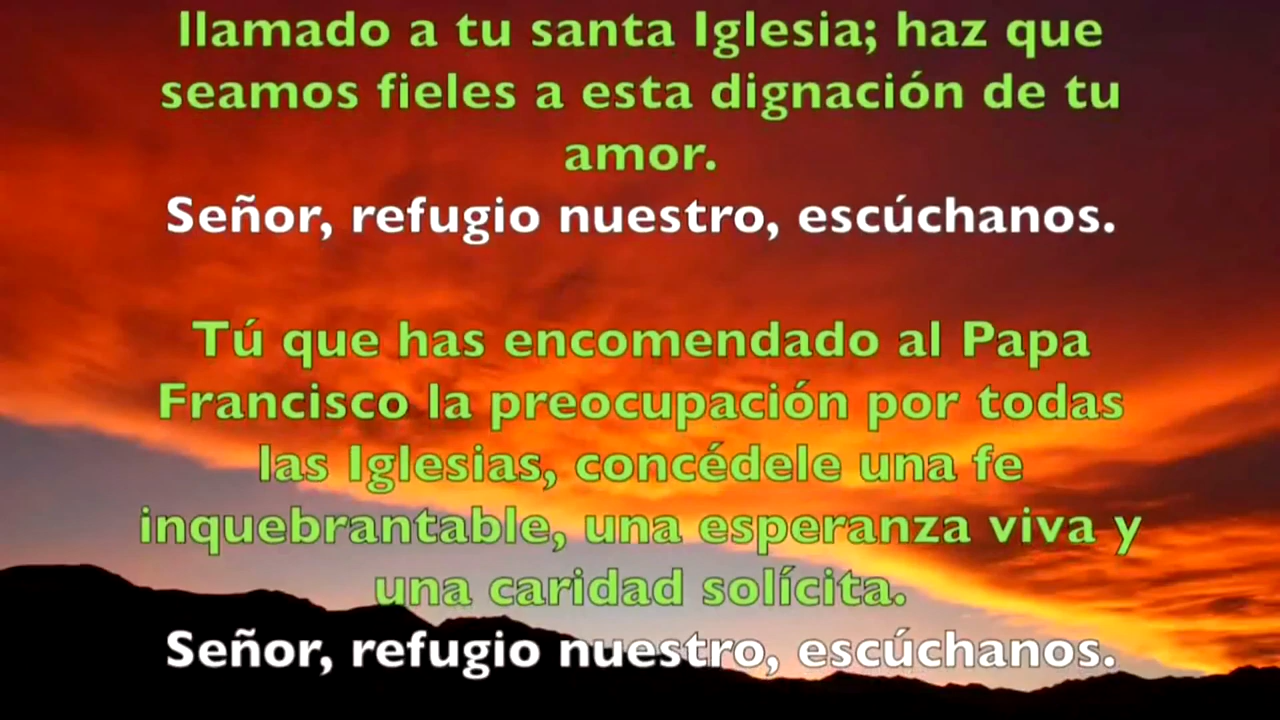 llamado a tu santa Iglesia; haz que
seamos fieles a esta dignación de tu
amor.
Señor, refugio nuestro, escúchanos.
Tú que has encomendado al Papa
Francisco la preocupación por todas
las Iglesias, concédele una fe
inquebrantable, una esperanza viva y
una caridad solícita.
Señor, refugio nuestro, escúchanos.